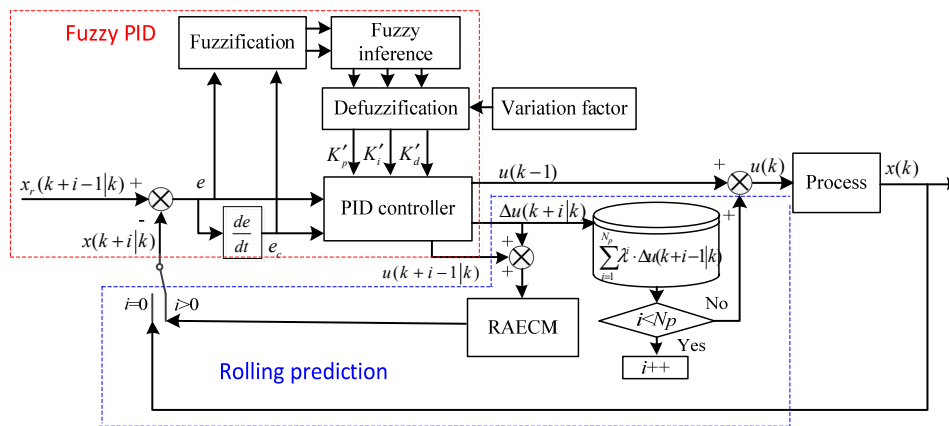 Fuzzy PID
Fuzzification
Fuzzy
inference
Defuzzification
Variation factor
K′p K′i K′d
xr(k+i-1|k) +
-
e
de
dt
ec
x(k+i|k)
PID controller
u(k-1)
+
+
u(k)
Process
x(k)
Δu(k+i|k)
+
+
u(k+i-1|k)
Np
∑ λ^i · Δu(k+i-1|k)
i=1
i<Np
No
Yes
i++
i=0
i>0
RAECM
Rolling prediction